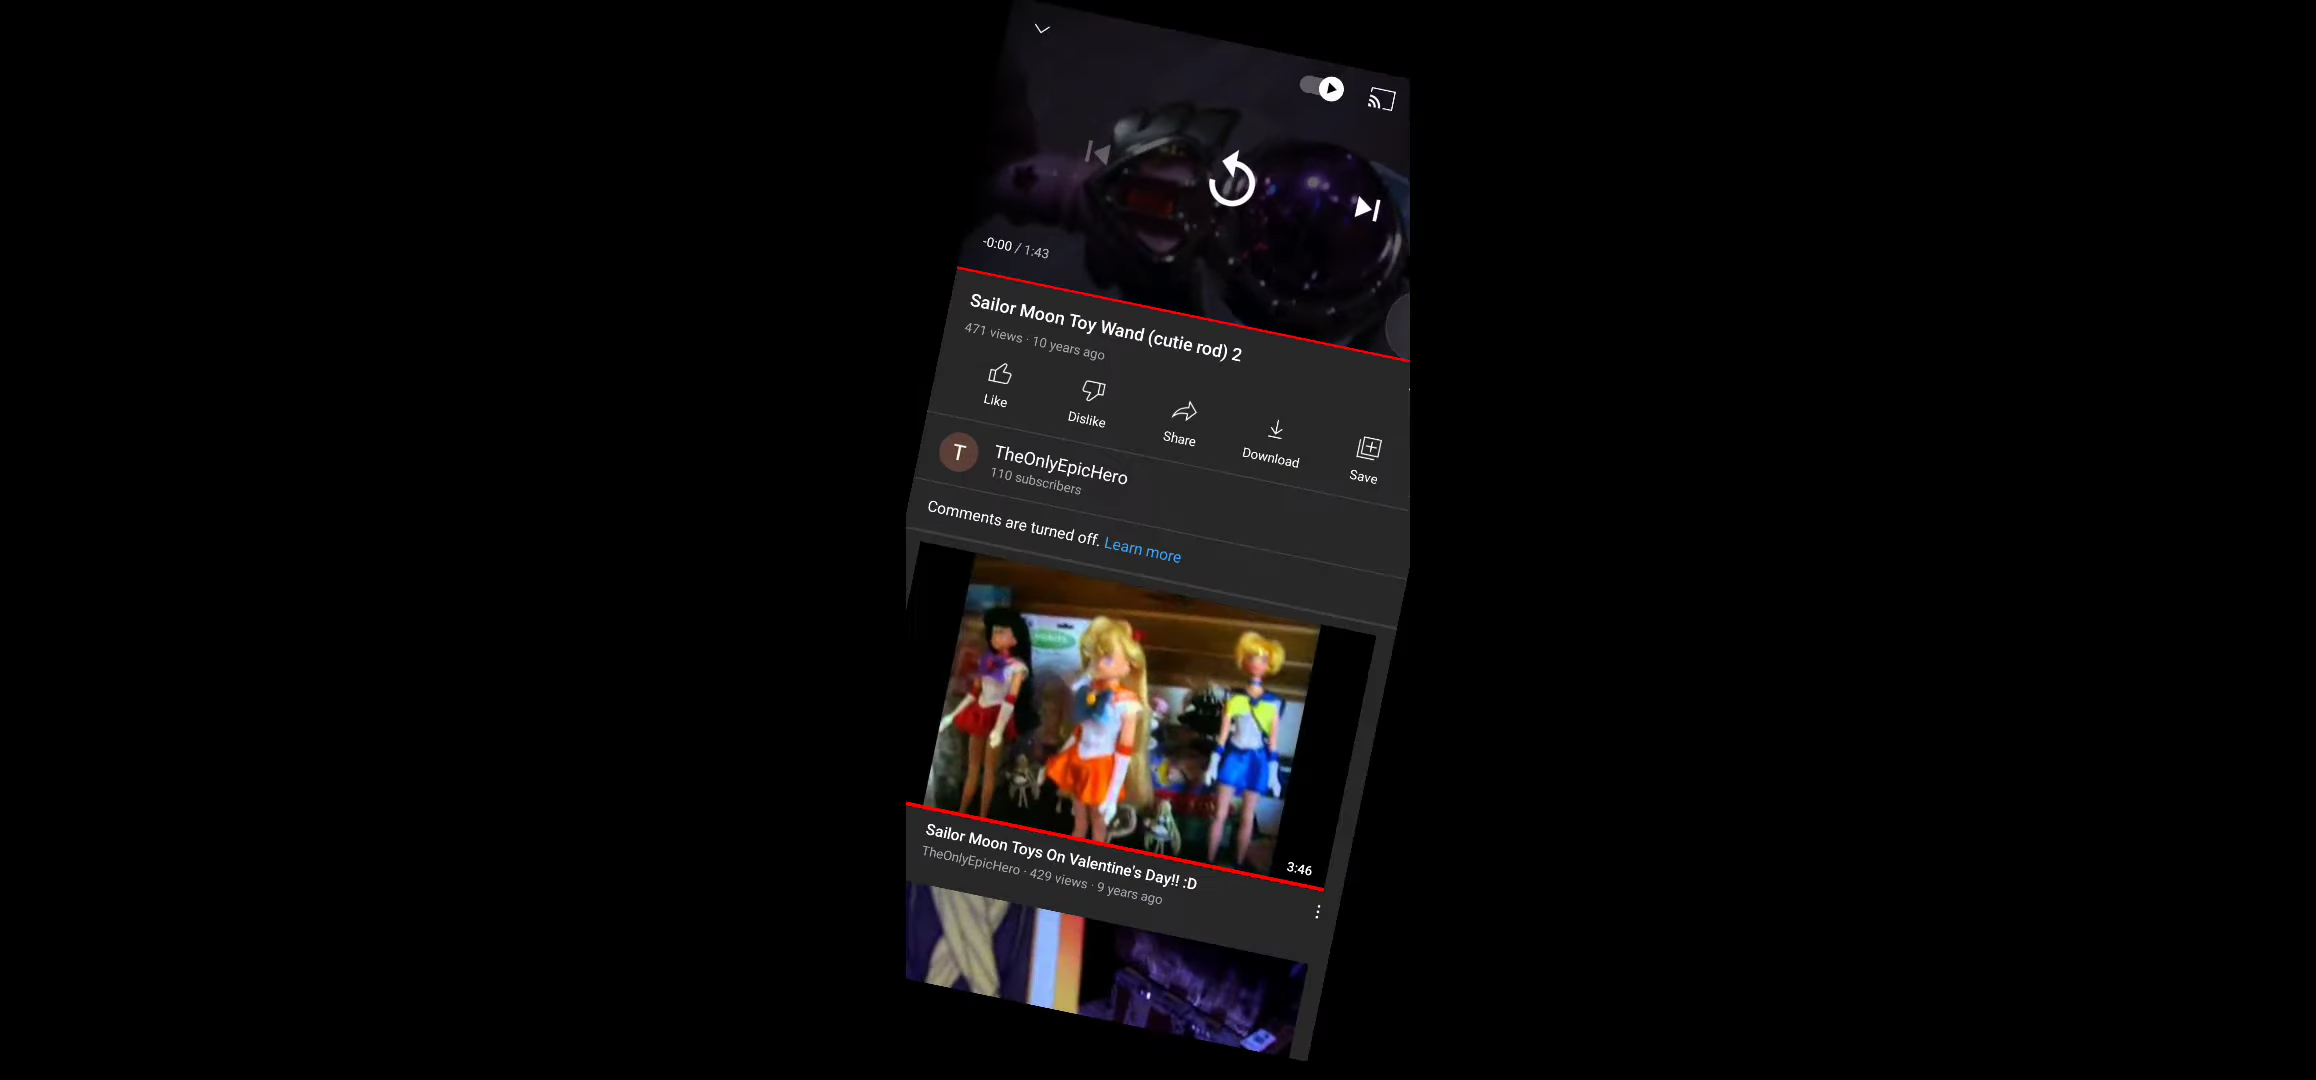 -0:00 / 1:43
Sailor Moon Toy Wand (cutie rod) 2
471 views · 10 years ago
Like
Dislike
Share
Download
Save
T
TheOnlyEpicHero
110 subscribers
Comments are turned off. Learn more
3:46
Sailor Moon Toys On Valentine's Day!! :D
TheOnlyEpicHero · 429 views · 9 years ago